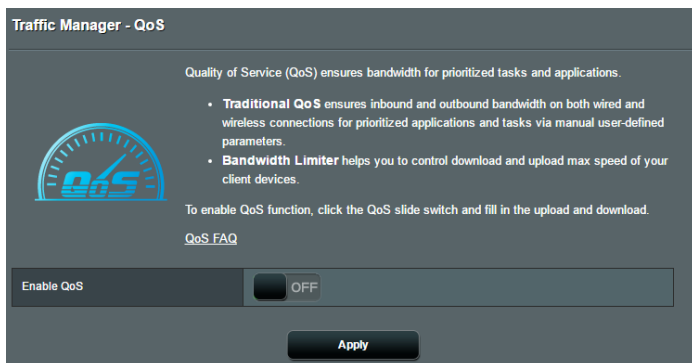 Traffic Manager - QoS
Quality of Service (QoS) ensures bandwidth for prioritized tasks and applications.
• Traditional QoS ensures inbound and outbound bandwidth on both wired and
wireless connections for prioritized applications and tasks via manual user-defined
parameters.
• Bandwidth Limiter helps you to control download and upload max speed of your
client devices.
QoS
To enable QoS function, click the QoS slide switch and fill in the upload and download.
QoS FAQ
Enable QoS
OFF
Apply